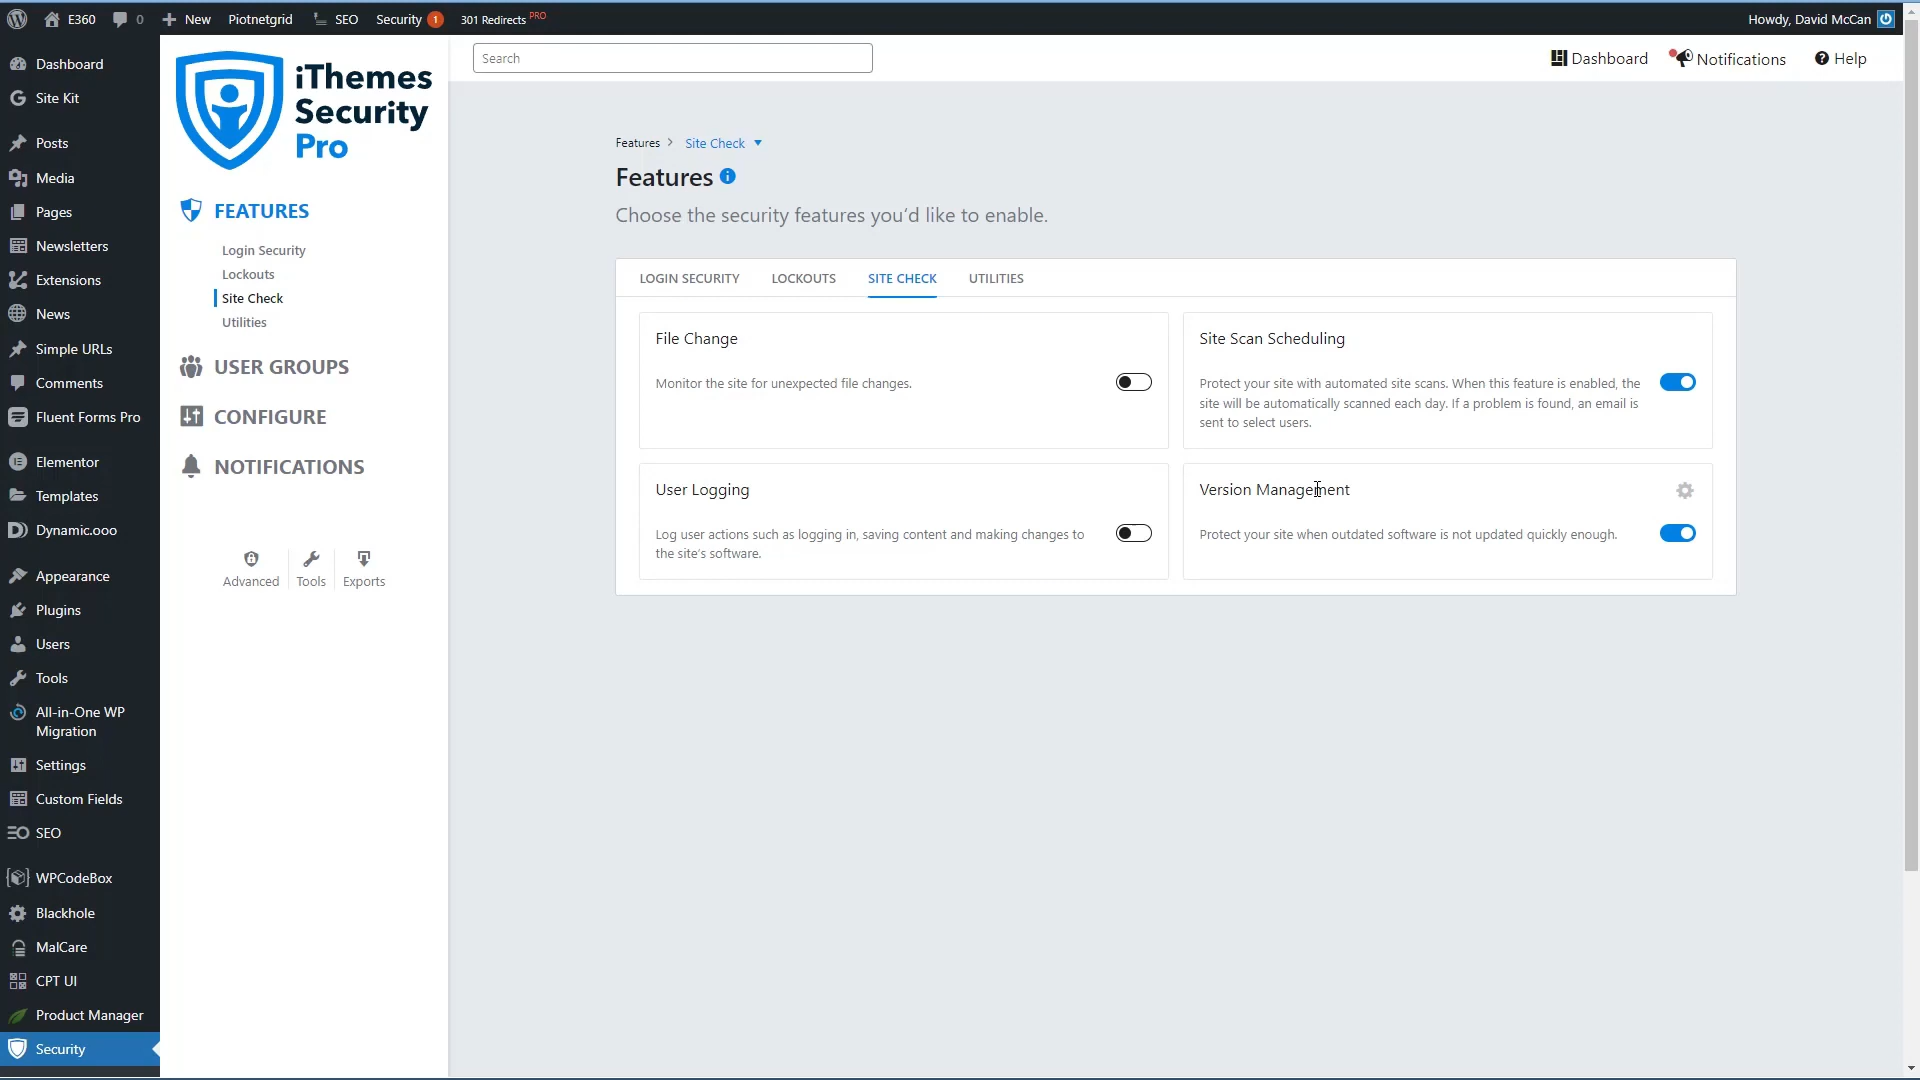 E360
0
New
Piotnetgrid
SEO
Security 1
301 Redirects PRO
Howdy, David McCan
Dashboard
Site Kit
Posts
Media
Pages
Newsletters
Extensions
News
Simple URLs
Comments
Fluent Forms Pro
Elementor
Templates
Dynamic.ooo
Appearance
Plugins
Users
Tools
All-in-One WP
Migration
Settings
Custom Fields
SEO
WPCodeBox
Blackhole
MalCare
CPT UI
Product Manager
Security
iThemes
Security
Pro
FEATURES
Login Security
Lockouts
Site Check
Utilities
USER GROUPS
CONFIGURE
NOTIFICATIONS
Advanced
Tools
Exports
Search
Dashboard
Notifications
Help
Features > Site Check
Features
Choose the security features you'd like to enable.
LOGIN SECURITY
LOCKOUTS
SITE CHECK
UTILITIES
File Change
Monitor the site for unexpected file changes.
Site Scan Scheduling
Protect your site with automated site scans. When this feature is enabled, the
site will be automatically scanned each day. If a problem is found, an email is
sent to select users.
User Logging
Log user actions such as logging in, saving content and making changes to
the site's software.
Version Management
Protect your site when outdated software is not updated quickly enough.